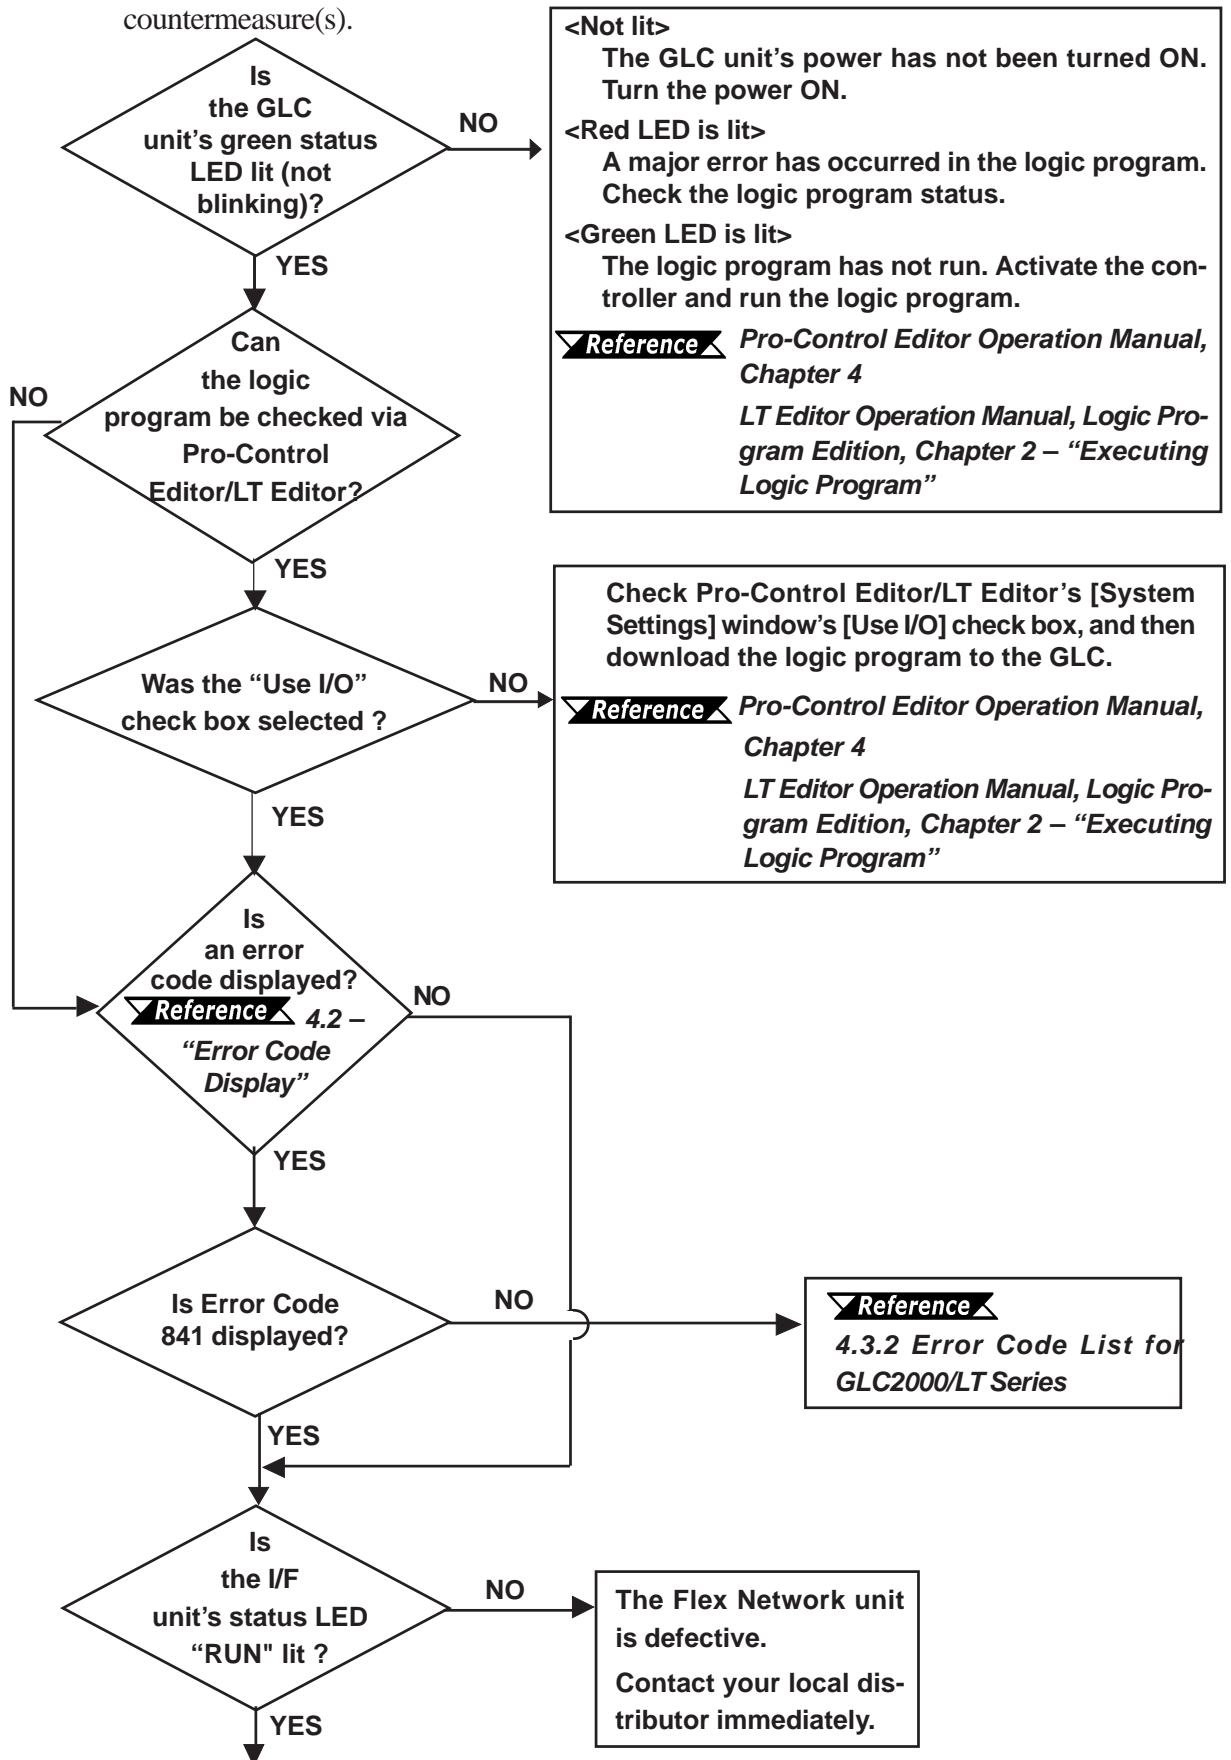 countermeasure(s).
Is
the GLC
unit's green status
LED lit (not
blinking)?
NO
<Not lit>
The GLC unit's power has not been turned ON.
Turn the power ON.
<Red LED is lit>
A major error has occurred in the logic program.
Check the logic program status.
<Green LED is lit>
The logic program has not run. Activate the con-
troller and run the logic program.
Reference Pro-Control Editor Operation Manual,
Chapter 4
LT Editor Operation Manual, Logic Pro-
gram Edition, Chapter 2 – “Executing
Logic Program”
YES
Can
the logic
program be checked via
Pro-Control
Editor/LT Editor?
NO
YES
Was the “Use I/O”
check box selected ?
NO
Check Pro-Control Editor/LT Editor's [System
Settings] window's [Use I/O] check box, and then
download the logic program to the GLC.
Reference Pro-Control Editor Operation Manual,
Chapter 4
LT Editor Operation Manual, Logic Pro-
gram Edition, Chapter 2 – “Executing
Logic Program”
YES
Is
an error
code displayed?
Reference 4.2 –
“Error Code
Display”
NO
YES
Is Error Code
841 displayed?
NO
Reference
4.3.2 Error Code List for
GLC2000/LT Series
YES
Is
the I/F
unit's status LED
“RUN" lit ?
NO
The Flex Network unit
is defective.
Contact your local dis-
tributor immediately.
YES